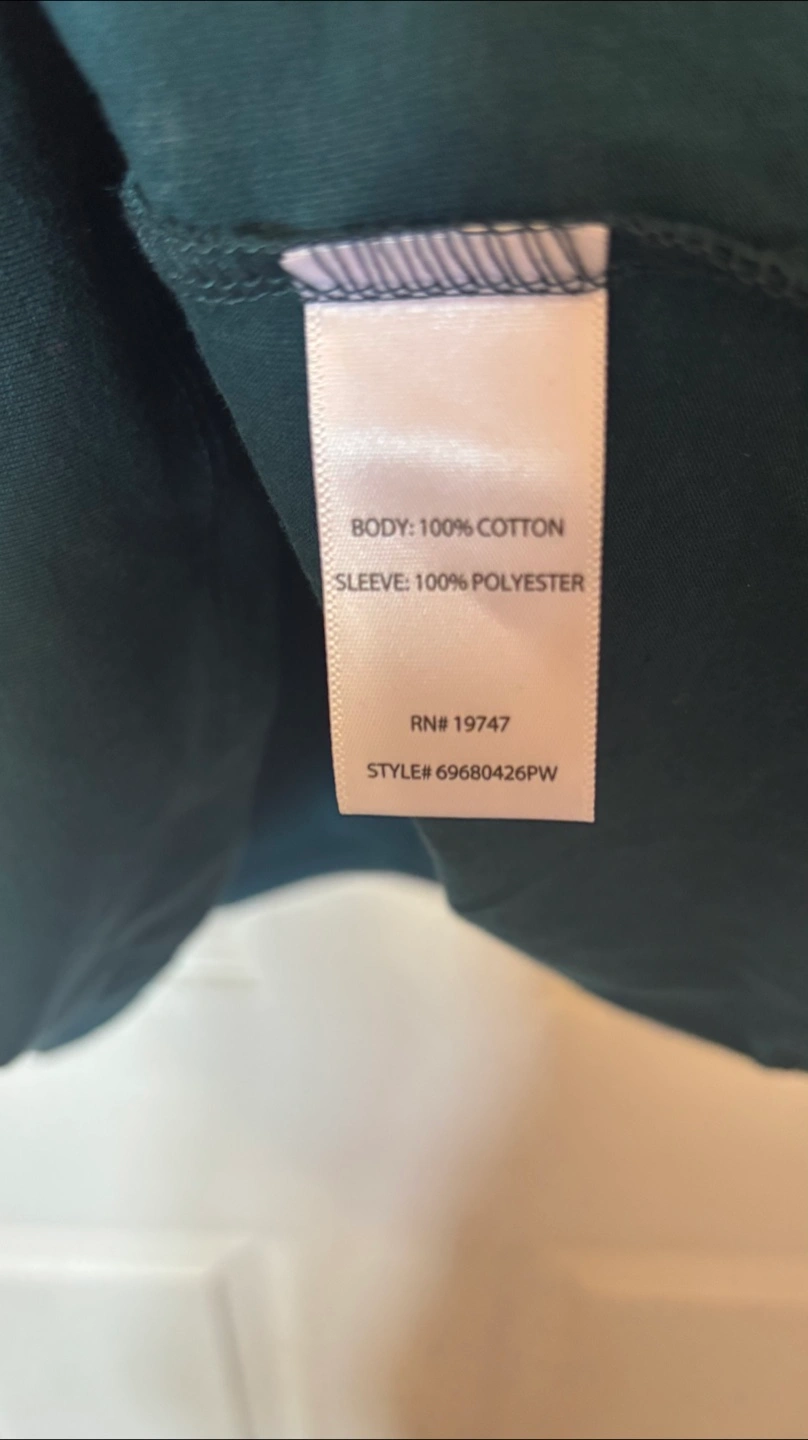 BODY: 100% COTTON
SLEEVE: 100% POLYESTER
RN# 19747
STYLE# 69680426PW